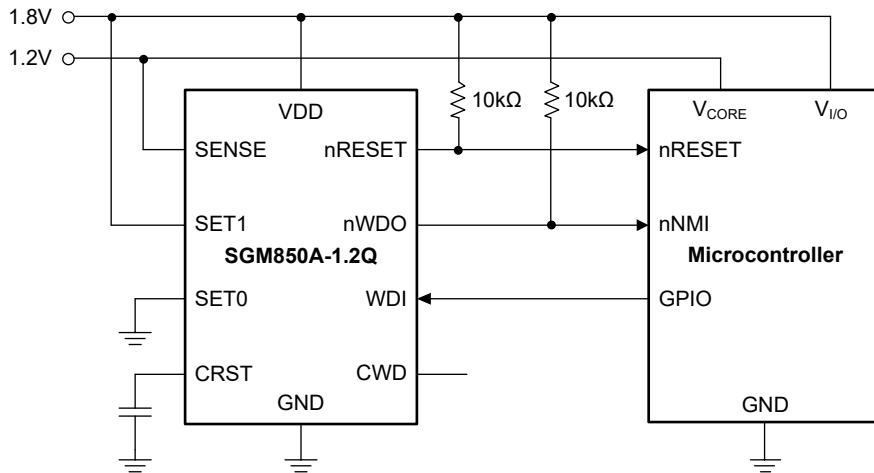 1.8V
1.2V
10kΩ
10kΩ
VDD
SENSE
nRESET
SET1
nWDO
SGM850A-1.2Q
SET0
WDI
CRST
CWD
GND
VCORE
VI/O
nRESET
nNMI
Microcontroller
GPIO
GND